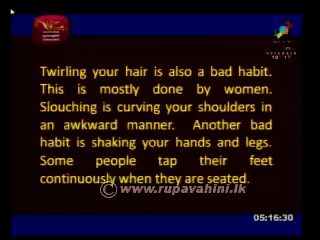 Twirling your hair is also a bad habit.
This is mostly done by women.
Slouching is curving your shoulders in
an awkward manner. Another bad
habit is shaking your hands and legs.
Some people tap their feet
continuously when they are seated.
© www.rupavahini.lk
05:16:30